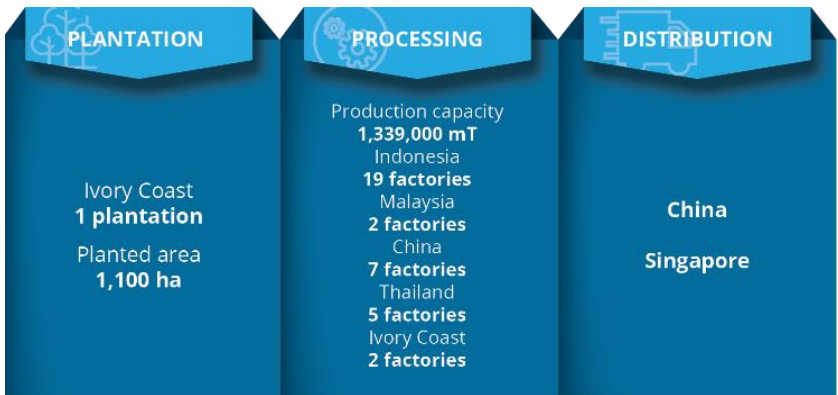 PLANTATION
Ivory Coast
1 plantation
Planted area
1,100 ha
PROCESSING
Production capacity
1,339,000 mT
Indonesia
19 factories
Malaysia
2 factories
China
7 factories
Thailand
5 factories
Ivory Coast
2 factories
DISTRIBUTION
China
Singapore